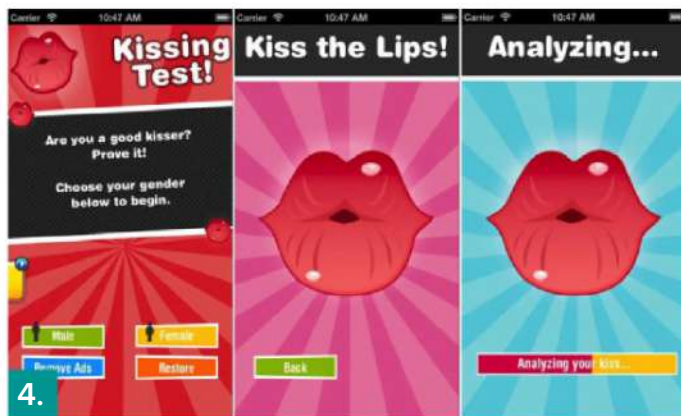 Carrier 10:47 AM
Kissing
Test!
Are you a good kisser?
Prove it!
Choose your gender
below to begin.
Male
Female
Remove Ads
Restore
4.
Carrier 10:47 AM
Kiss the Lips!
Back
Carrier 10:47 AM
Analyzing...
Analyzing your kiss...